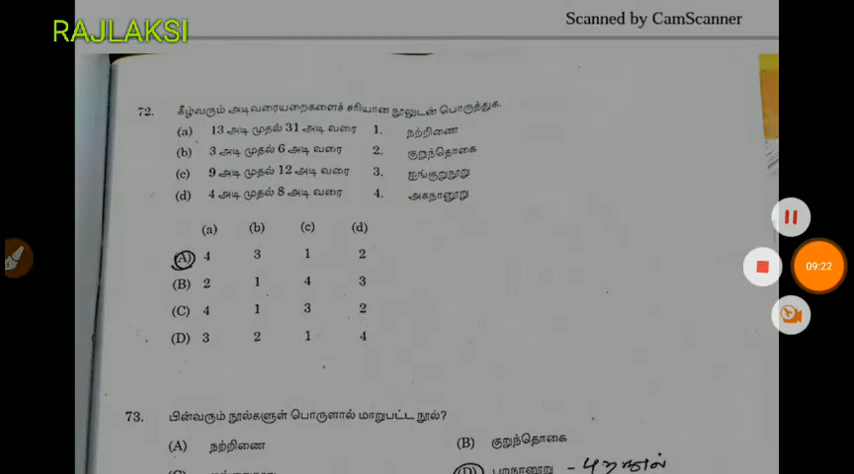 RAJLAKSI
Scanned by CamScanner
72. கீழ்வரும் அடிவரையறைகளைச் சரியான நூலுடன் பொருத்துக.
(a) 13 அடி முதல் 31 அடி வரை 1. நற்றிணை
(b) 3 அடி முதல் 6 அடி வரை 2. குறுந்தொகை
(c) 9 அடி முதல் 12 அடி வரை 3. ஐங்குறுநூறு
(d) 4 அடி முதல் 8 அடி வரை 4. அகநானூறு
(a) (b) (c) (d)
(A) 4 3 1 2
(B) 2 1 4 3
(C) 4 1 3 2
(D) 3 2 1 4
09:22
73. பின்வரும் நூல்களுள் பொருளால் மாறுபட்ட நூல்?
(A) நற்றிணை (B) குறுந்தொகை
(D) புறநானூறு - புறநூல்